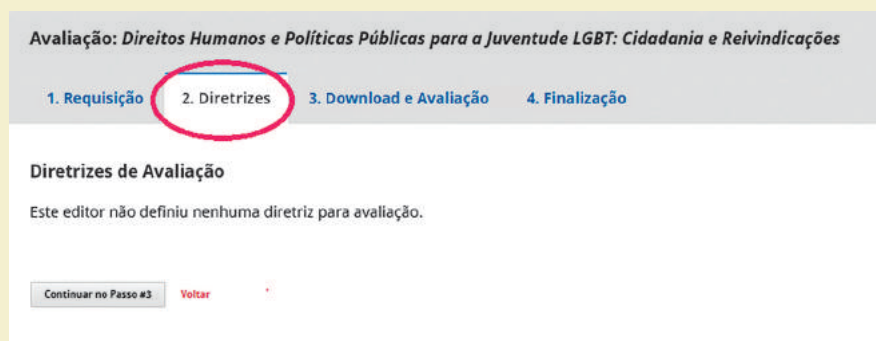 Avaliação: Direitos Humanos e Políticas Públicas para a Juventude LGBT: Cidadania e Reivindicações
1. Requisição 2. Diretrizes 3. Download e Avaliação 4. Finalização
Diretrizes de Avaliação
Este editor não definiu nenhuma diretriz para avaliação.
Continuar no Passo #3 Voltar